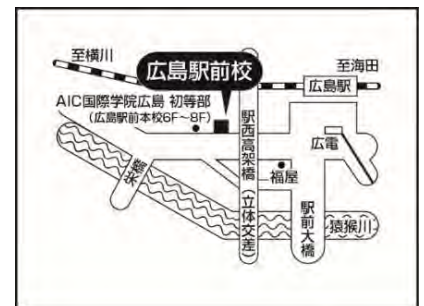 至横川
広島駅前校
至海田
広島駅
AIC国際学院広島 初等部
（広島駅前本校6F～8F）
駅西高架橋（立体交差）
広電
福屋
栄橋
駅前大橋
猿猴川